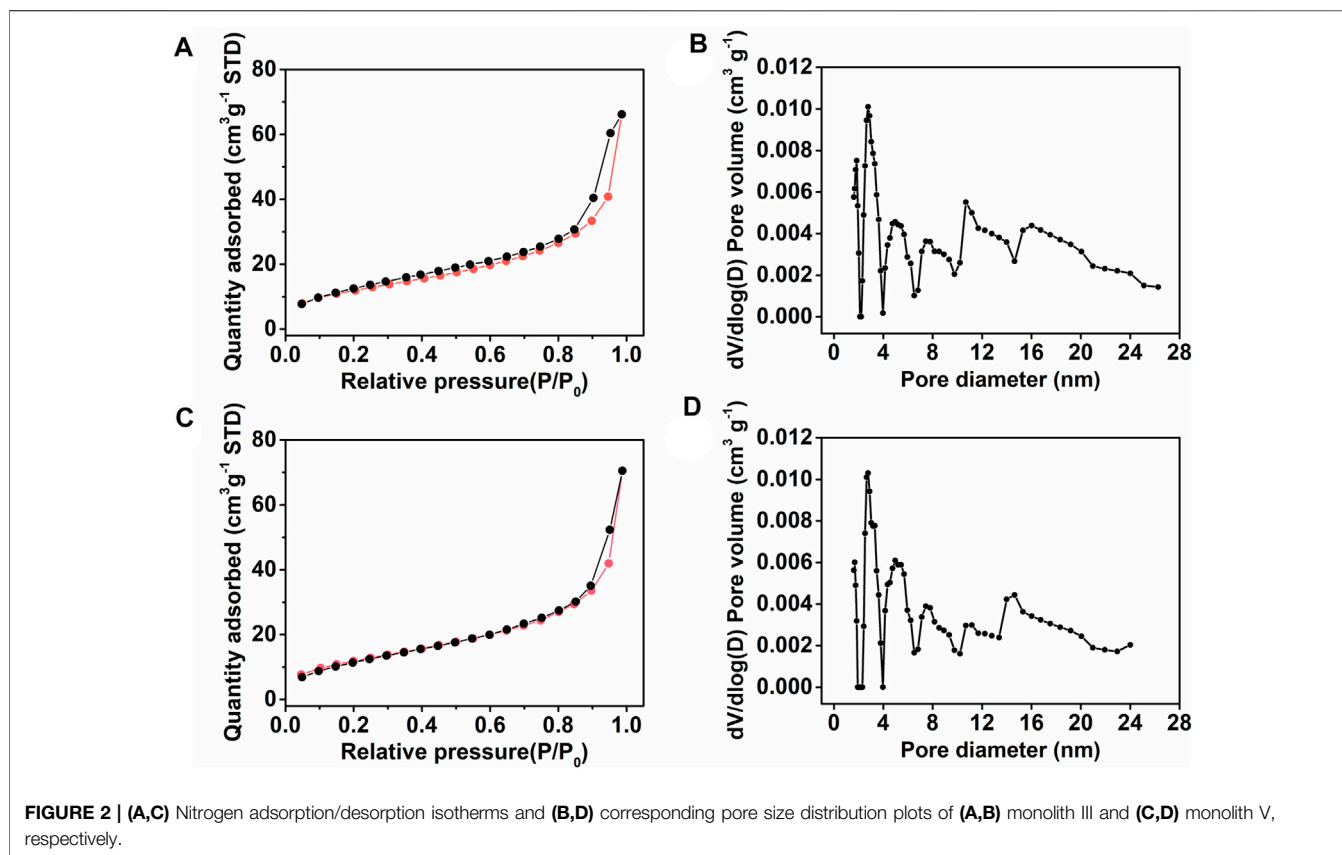 A
Quantity adsorbed (cm³g⁻¹ STD)
80
60
40
20
0
0.0 0.2 0.4 0.6 0.8 1.0
Relative pressure(P/P₀)
B
dV/dlog(D) Pore volume (cm³ g⁻¹)
0.012
0.010
0.008
0.006
0.004
0.002
0.000
0 4 8 12 16 20 24 28
Pore diameter (nm)
C
Quantity adsorbed (cm³g⁻¹ STD)
80
60
40
20
0
0.0 0.2 0.4 0.6 0.8 1.0
Relative pressure(P/P₀)
D
dV/dlog(D) Pore volume (cm³ g⁻¹)
0.012
0.010
0.008
0.006
0.004
0.002
0.000
0 4 8 12 16 20 24 28
Pore diameter (nm)
FIGURE 2 | (A,C) Nitrogen adsorption/desorption isotherms and (B,D) corresponding pore size distribution plots of (A,B) monolith III and (C,D) monolith V,
respectively.